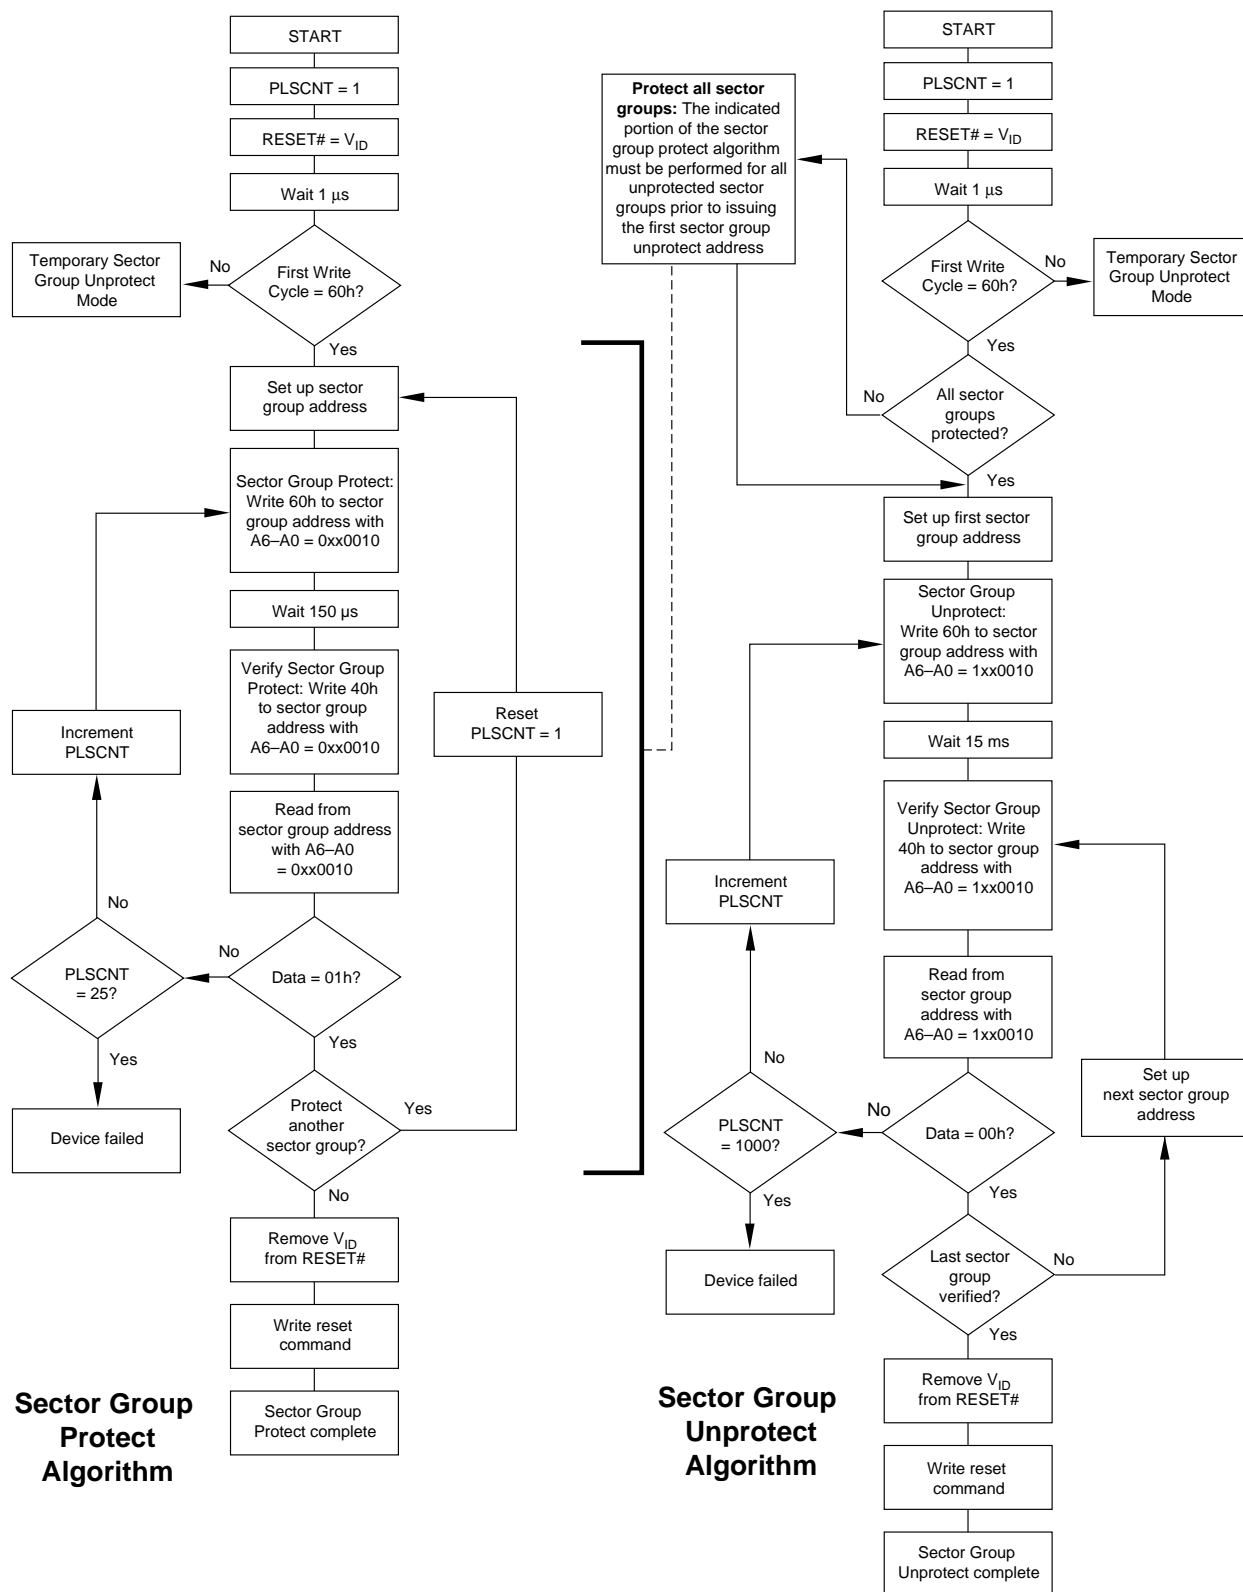 START
PLSCNT = 1
RESET# = VID
Wait 1 μs
First Write
Cycle = 60h?
No
Temporary Sector
Group Unprotect
Mode
Yes
Set up sector
group address
Sector Group Protect:
Write 60h to sector
group address with
A6–A0 = 0xx0010
Wait 150 μs
Verify Sector Group
Protect: Write 40h
to sector group
address with
A6–A0 = 0xx0010
Read from
sector group address
with A6–A0
= 0xx0010
Data = 01h?
No
PLSCNT
= 25?
No
Increment
PLSCNT
Yes
Device failed
Yes
Protect
another
sector group?
Yes
Reset
PLSCNT = 1
No
Remove VID
from RESET#
Write reset
command
Sector Group
Protect complete
Sector Group
Protect
Algorithm
Protect all sector
groups: The indicated
portion of the sector
group protect algorithm
must be performed for all
unprotected sector
groups prior to issuing
the first sector group
unprotect address
START
PLSCNT = 1
RESET# = VID
Wait 1 μs
First Write
Cycle = 60h?
No
Temporary Sector
Group Unprotect
Mode
Yes
All sector
groups
protected?
No
Yes
Set up first sector
group address
Sector Group
Unprotect:
Write 60h to sector
group address with
A6–A0 = 1xx0010
Wait 15 ms
Verify Sector Group
Unprotect: Write
40h to sector group
address with
A6–A0 = 1xx0010
Read from
sector group
address with
A6–A0 = 1xx0010
Data = 00h?
No
PLSCNT
= 1000?
No
Increment
PLSCNT
Yes
Device failed
Yes
Last sector
group
verified?
No
Set up
next sector group
address
Yes
Remove VID
from RESET#
Write reset
command
Sector Group
Unprotect complete
Sector Group
Unprotect
Algorithm